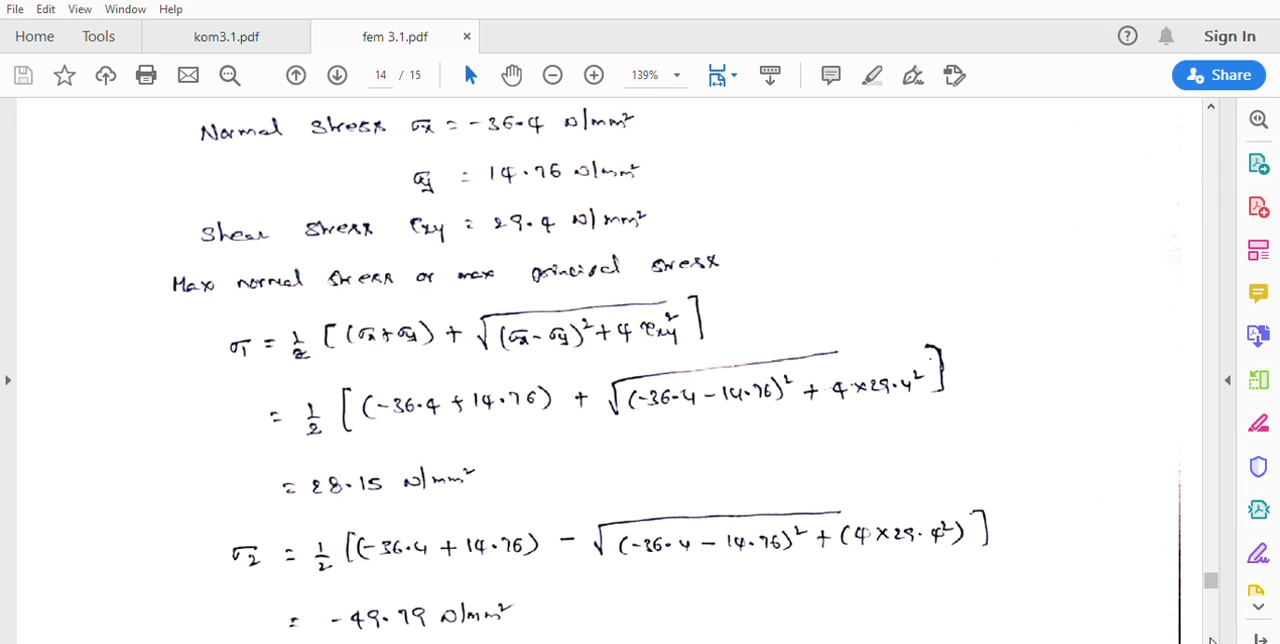 File Edit View Window Help
Home Tools kom3.1.pdf fem 3.1.pdf × Sign In
14 / 15 139% Share
Normal stress σx = -36.4 N/mm²
σy = 14.76 N/mm²
Shear stress τxy = 29.4 N/mm²
Max normal stress or max principal stress
σ1 = 1/2 [(σx+σy) + √(σx-σy)² + 4 τxy²]
= 1/2 [(-36.4 + 14.76) + √(-36.4 - 14.76)² + 4×29.4²]
= 28.15 N/mm²
σ2 = 1/2 [(-36.4 + 14.76) - √(-36.4 - 14.76)² + (4×29.4²)]
= -49.79 N/mm²